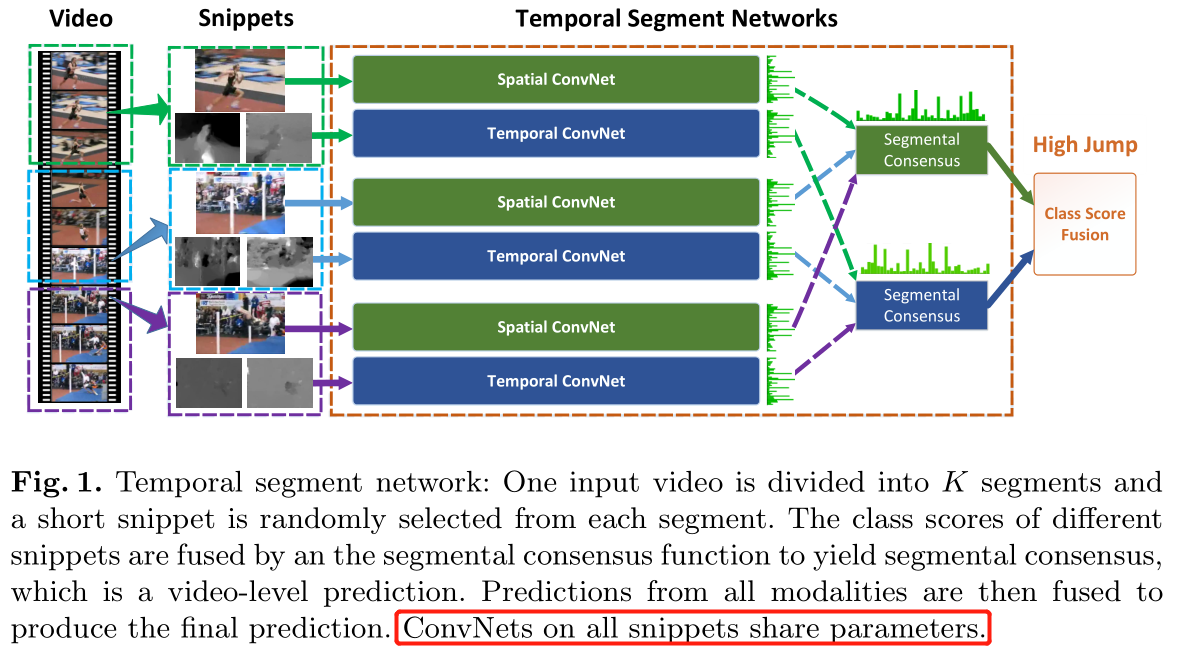 Video
Snippets
Temporal Segment Networks
Spatial ConvNet
Temporal ConvNet
Spatial ConvNet
Temporal ConvNet
Spatial ConvNet
Temporal ConvNet
Segmental
Consensus
Segmental
Consensus
High Jump
Class Score
Fusion
Fig. 1. Temporal segment network: One input video is divided into K segments and
a short snippet is randomly selected from each segment. The class scores of different
snippets are fused by an the segmental consensus function to yield segmental consensus,
which is a video-level prediction. Predictions from all modalities are then fused to
produce the final prediction. ConvNets on all snippets share parameters.